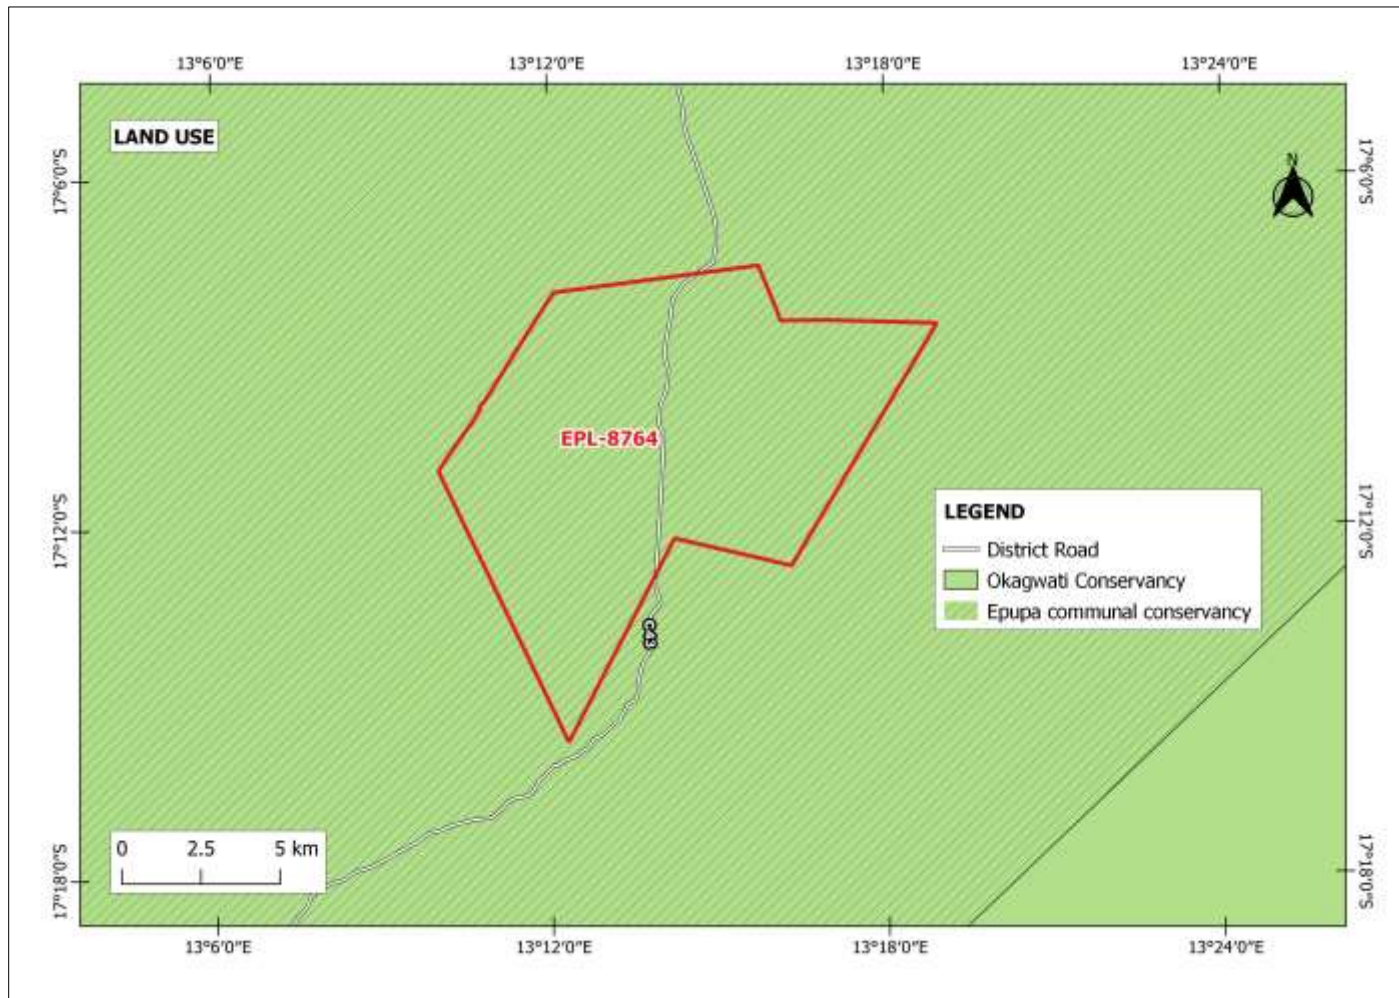 13°6'0"E 13°12'0"E 13°18'0"E 13°24'0"E
LAND USE
N
17°6'0"S 17°6'0"S
EPL-8764
LEGEND
17°12'0"S 17°12'0"S
District Road
Okagwati Conservancy
Epupa communal conservancy
C43
0 2.5 5 km
17°18'0"S 17°18'0"S
13°6'0"E 13°12'0"E 13°18'0"E 13°24'0"E